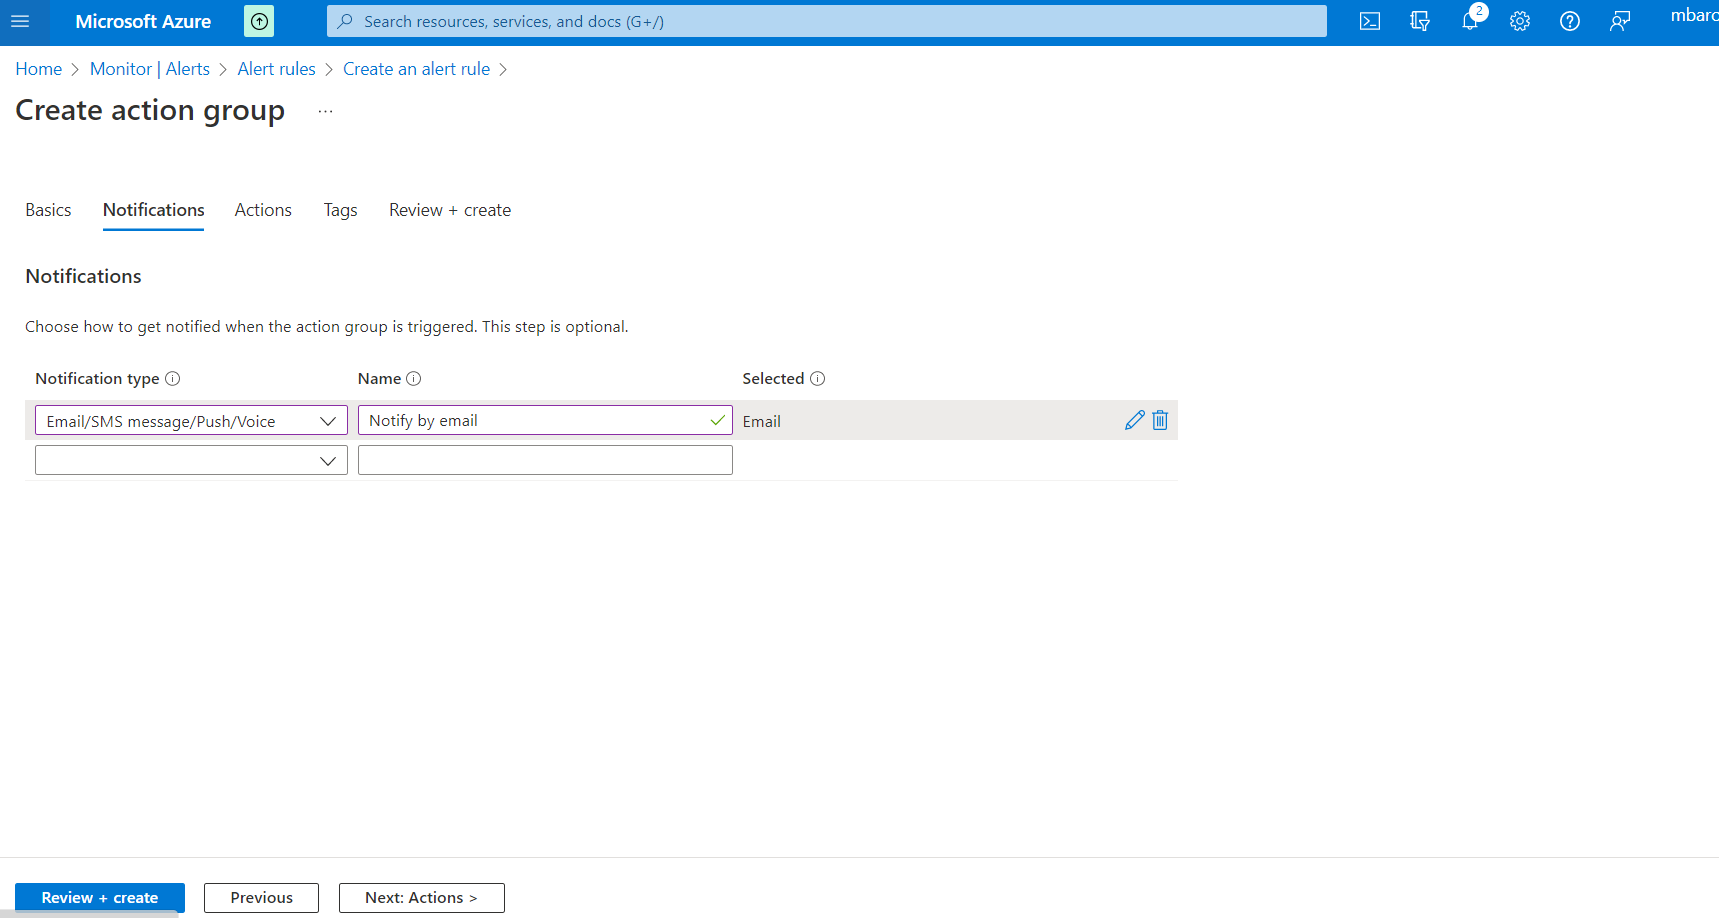 Microsoft Azure
Search resources, services, and docs (G+/)
2
Home > Monitor | Alerts > Alert rules > Create an alert rule >
Create action group ...
Basics Notifications Actions Tags Review + create
Notifications
Choose how to get notified when the action group is triggered. This step is optional.
Notification type Name Selected
Email/SMS message/Push/Voice Notify by email Email
Review + create Previous Next: Actions >